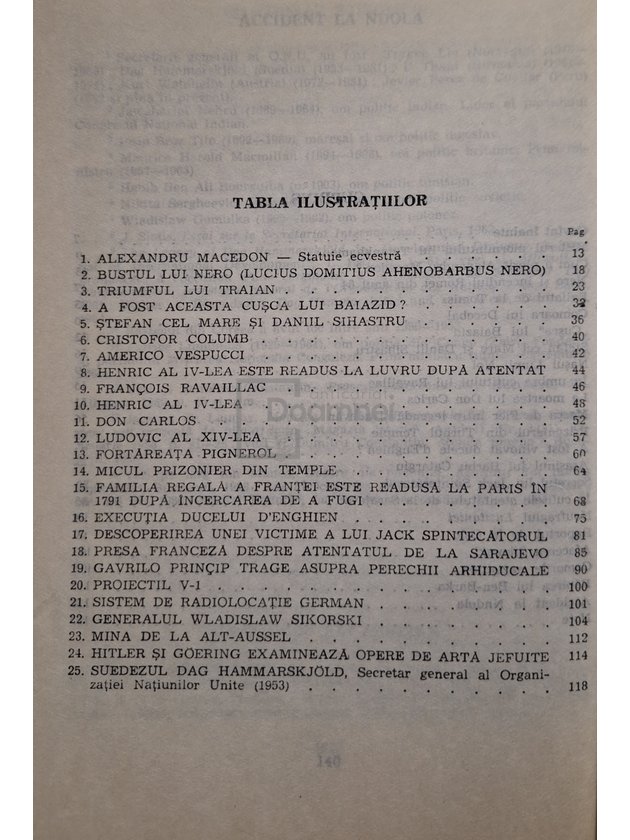 ACCIDENT LA NDOLA
TABLA ILUSTRAȚIILOR
Pag
1. ALEXANDRU MACEDON — Statuie ecvestră . . . . . . . 13
2. BUSTUL LUI NERO (LUCIUS DOMITIUS AHENOBARBUS NERO) 18
3. TRIUMFUL LUI TRAIAN . . . . . . . . . . . 23
4. A FOST ACEASTA CUȘCA LUI BAIAZID? . . . . . . . 32
5. ȘTEFAN CEL MARE ȘI DANIIL SIHASTRU . . . . . . . 36
6. CRISTOFOR COLUMB . . . . . . . . . . . . 40
7. AMERICO VESPUCCI . . . . . . . . . . . . 42
8. HENRIC AL IV-LEA ESTE READUS LA LUVRU DUPĂ ATENTAT 44
9. FRANÇOIS RAVAILLAC . . . . . . . . . . . 46
10. HENRIC AL IV-LEA . . . . . . . . . . . . 48
11. DON CARLOS . . . . . . . . . . . . . . 52
12. LUDOVIC AL XIV-LEA . . . . . . . . . . . 57
13. FORTĂREAȚA PIGNEROL . . . . . . . . . . . 60
14. MICUL PRIZONIER DIN TEMPLE . . . . . . . . . 64
15. FAMILIA REGALĂ A FRANȚEI ESTE READUSĂ LA PARIS ÎN
1791 DUPĂ ÎNCERCAREA DE A FUGI . . . . . . . . 68
16. EXECUȚIA DUCELUI D'ENGHIEN . . . . . . . . . 75
17. DESCOPERIREA UNEI VICTIME A LUI JACK SPINTECĂTORUL 81
18. PRESA FRANCEZĂ DESPRE ATENTATUL DE LA SARAJEVO 85
19. GAVRILO PRINÇIP TRAGE ASUPRA PERECHII ARHIDUCALE 90
20. PROIECTIL V-1 . . . . . . . . . . . . . 100
21. SISTEM DE RADIOLOCAȚIE GERMAN . . . . . . . . 101
22. GENERALUL WLADISLAW SIKORSKI . . . . . . . . 104
23. MINA DE LA ALT-AUSSEL . . . . . . . . . . 112
24. HITLER ȘI GÖERING EXAMINEAZĂ OPERE DE ARTĂ JEFUITE 114
25. SUEDEZUL DAG HAMMARSKJÖLD, Secretar general al Organi-
zației Națiunilor Unite (1953) . . . . . . . . . . 118
anticariat
Doamnei
140